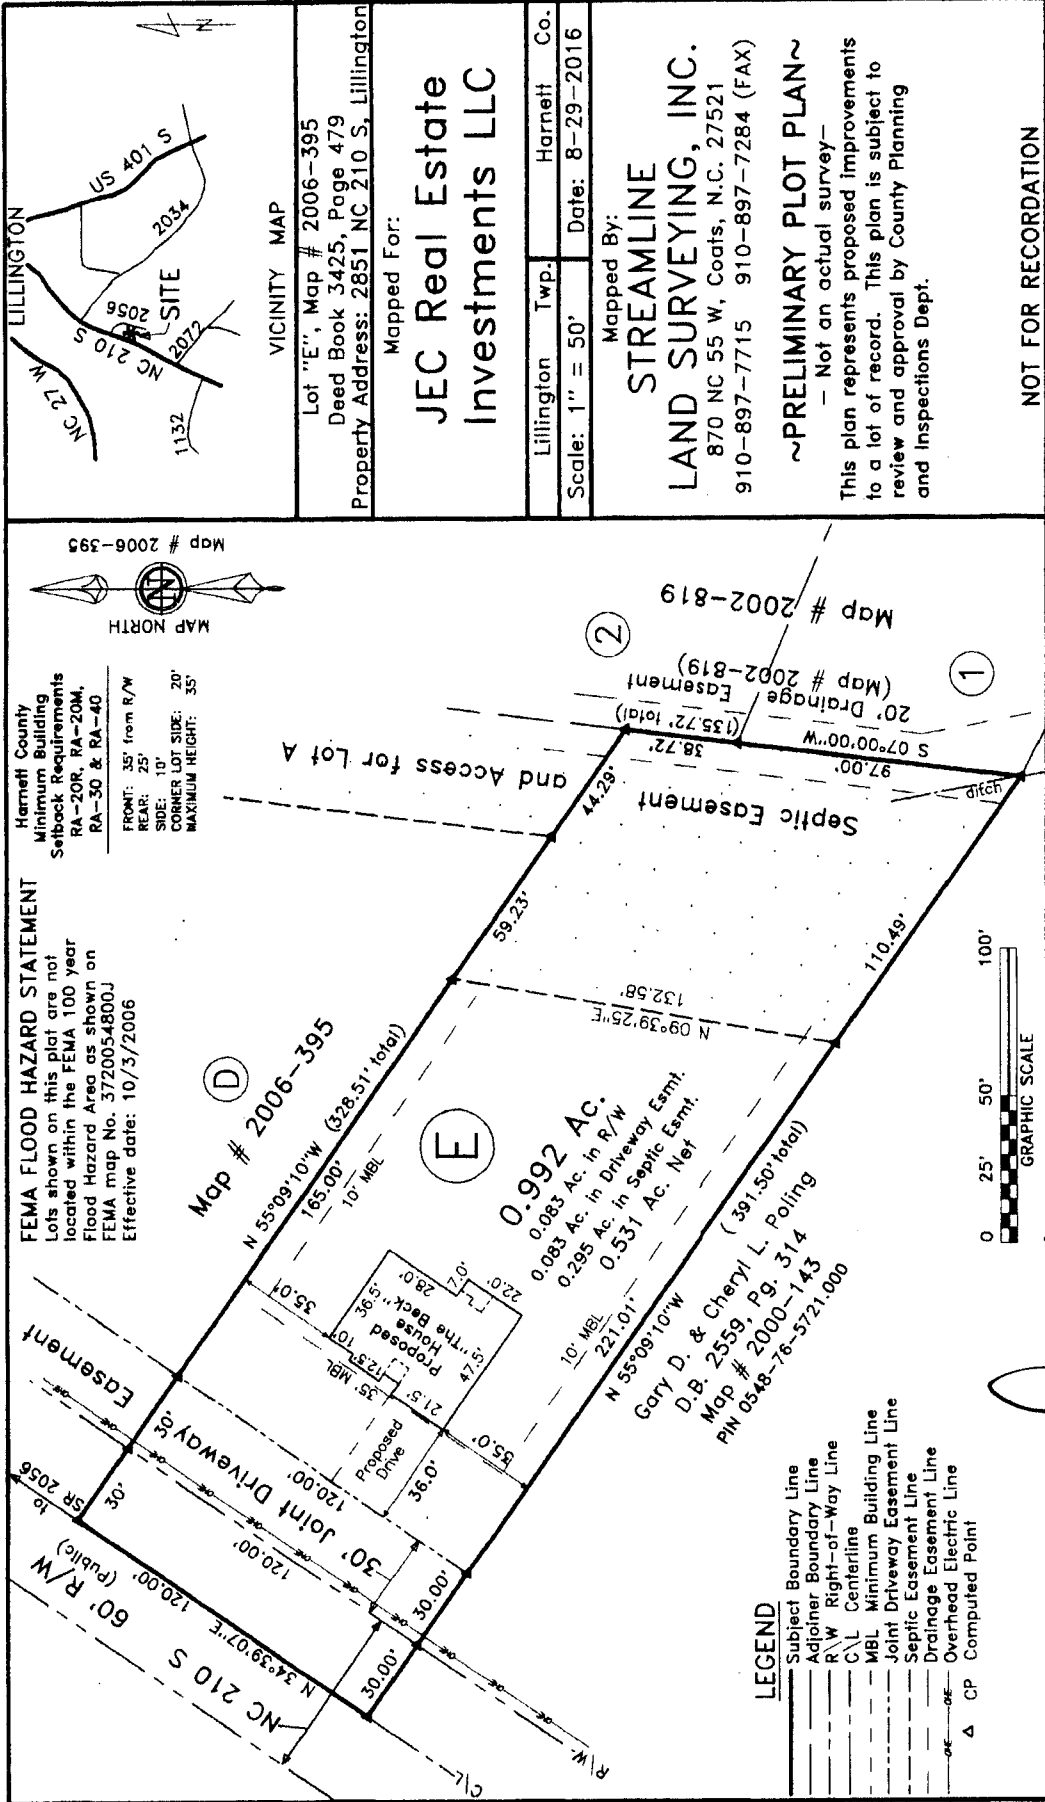 FEMA FLOOD HAZARD STATEMENT
Lots shown on this plat are not
located within the FEMA 100 year
Flood Hazard Area as shown on
FEMA map No. 3720054800J
Effective date: 10/3/2006
Harnett County
Minimum Building
Setback Requirements
RA-20R, RA-20M,
RA-30 & RA-40
FRONT: 35' from R/W
REAR: 25'
SIDE: 10'
CORNER LOT SIDE: 20'
MAXIMUM HEIGHT: 35'
MAP NORTH
N
Map # 2006-395
D
Map # 2006-395
N 55°09'10"W (328.51' total)
165.00'
10' MBL
59.23'
44.29'
and Access for Lot A
Septic Easement
2
20' Drainage Easement
(Map # 2002-819)
Map # 2002-819
1
(135.72' total)
38.72'
S 07°00'00"W
97.00'
ditch
110.49'
N 09°39'25"E
132.58'
E
0.992 Ac.
0.083 Ac. in R/W
0.083 Ac. in Driveway Esmt.
0.295 Ac. in Septic Esmt.
0.531 Ac. Net
10' MBL
221.01'
N 55°09'10"W ( 391.50' total)
Gary D. & Cheryl L. Poling
D.B. 2559, Pg. 314
Map # 2000-143
PIN 0548-76-5721.000
Proposed
House
"The Beck"
36.5'
28.0'
7.0'
22.0'
47.5'
21.5'
12.5'
10'
35' MBL
35.0'
35.0'
36.0'
Proposed
Drive
30' Joint Driveway Easement
120.00'
120.00'
120.00'
N 34°39'07"E
30'
30'
30.00'
30.00'
to SR 2056
60' R/W
(Public)
NC 210 S
C\L
R\W
OHE
OHE
OHE
OHE
OHE
OHE
OHE
OHE
OHE
LEGEND
Subject Boundary Line
Adjoiner Boundary Line
R\W Right-of-Way Line
C\L Centerline
MBL Minimum Building Line
Joint Driveway Easement Line
Septic Easement Line
Drainage Easement Line
OHE OHE Overhead Electric Line
CP Computed Point
0 25' 50' 100'
GRAPHIC SCALE
LILLINGTON
NC 27 W
US 401 S
2034
2056
SITE
NC 210 S
2072
1132
N
VICINITY MAP
Lot "E", Map # 2006-395
Deed Book 3425, Page 479
Property Address: 2851 NC 210 S, Lillington
Mapped For:
JEC Real Estate
Investments LLC
Lillington Twp. Harnett Co.
Scale: 1" = 50' Date: 8-29-2016
Mapped By:
STREAMLINE
LAND SURVEYING, INC.
870 NC 55 W, Coats, N.C. 27521
910-897-7715 910-897-7284 (FAX)
~PRELIMINARY PLOT PLAN~
- Not an actual survey-
This plan represents proposed improvements
to a lot of record. This plan is subject to
review and approval by County Planning
and Inspections Dept.
NOT FOR RECORDATION